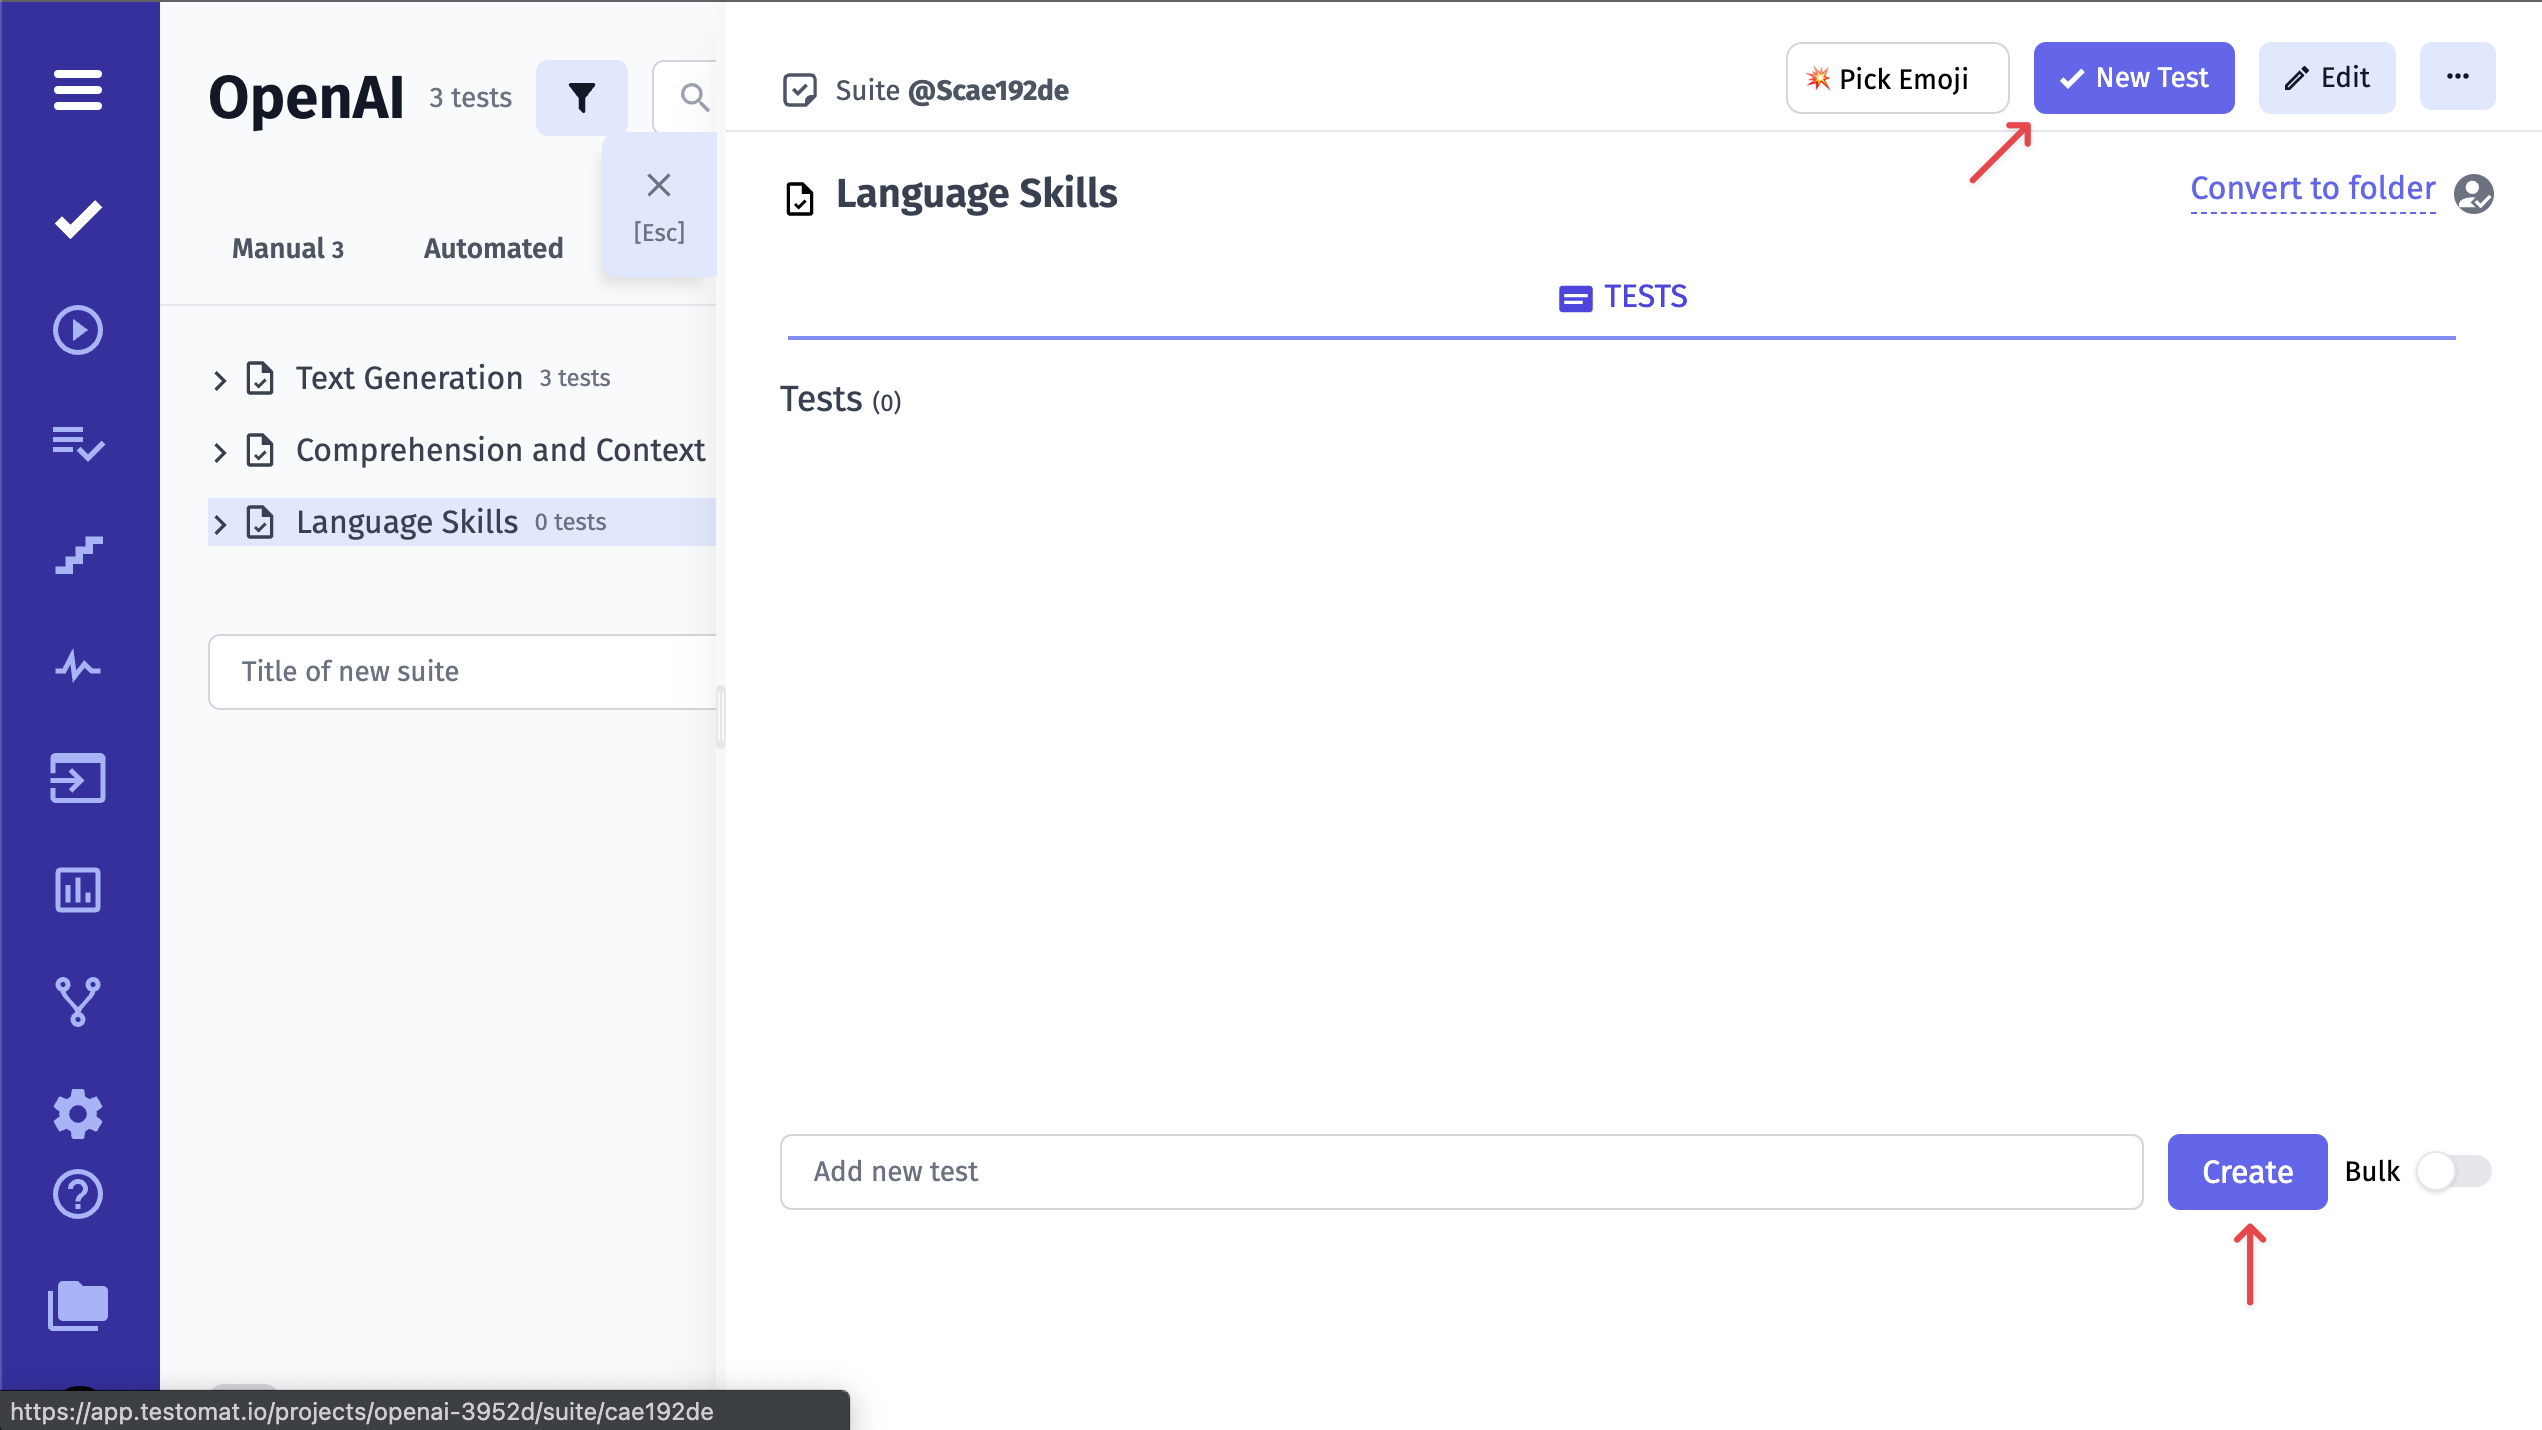 OpenAI 3 tests
[Esc]
Manual 3 Automated
Text Generation 3 tests
Comprehension and Context
Language Skills 0 tests
Title of new suite
Suite @Scae192de
Pick Emoji
New Test
Edit
Language Skills
Convert to folder
TESTS
Tests (0)
Add new test
Create
Bulk
https://app.testomat.io/projects/openai-3952d/suite/cae192de